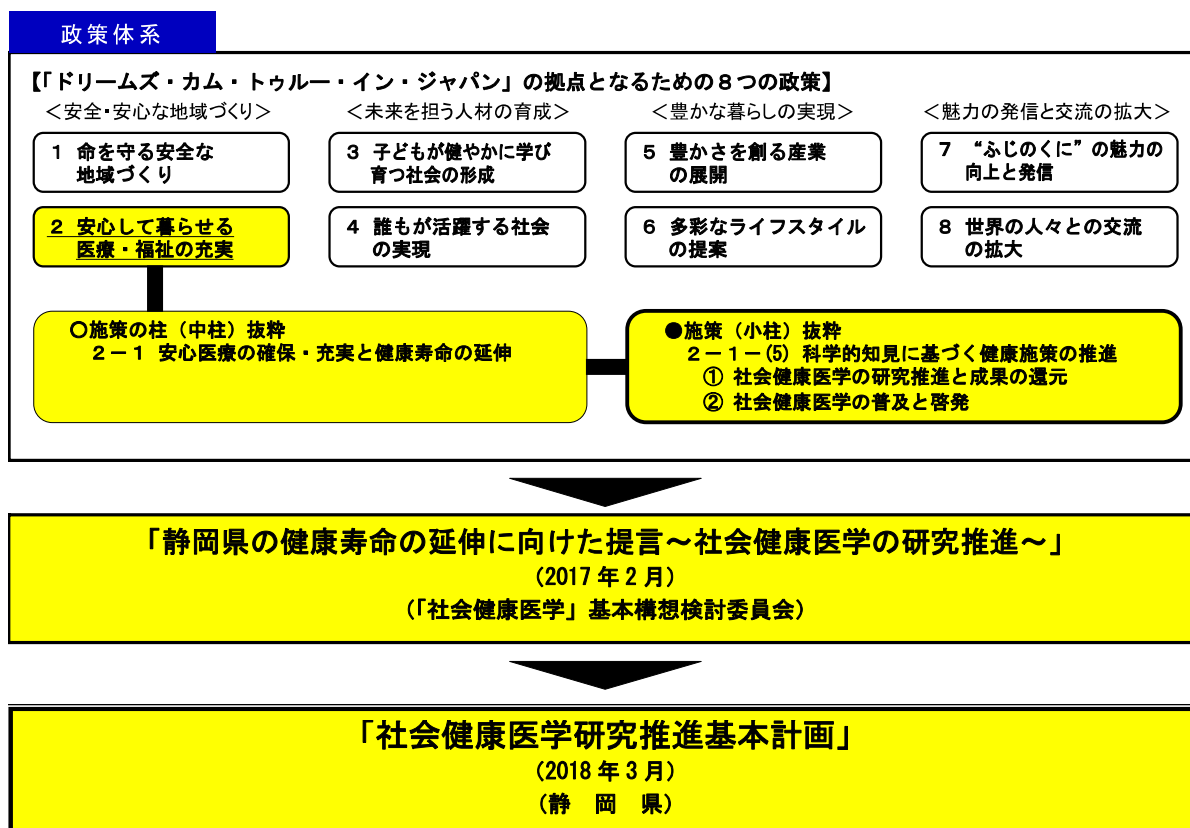 政策体系
【「ドリームズ・カム・トゥルー・イン・ジャパン」の拠点となるための８つの政策】
＜安全・安心な地域づくり＞
１ 命を守る安全な
地域づくり
２ 安心して暮らせる
医療・福祉の充実
＜未来を担う人材の育成＞
３ 子どもが健やかに学び
育つ社会の形成
４ 誰もが活躍する社会
の実現
＜豊かな暮らしの実現＞
５ 豊かさを創る産業
の展開
６ 多彩なライフスタイル
の提案
＜魅力の発信と交流の拡大＞
７ “ふじのくに”の魅力の
向上と発信
８ 世界の人々との交流
の拡大
○施策の柱（中柱）抜粋
２－１ 安心医療の確保・充実と健康寿命の延伸
●施策（小柱）抜粋
２－１－(5) 科学的知見に基づく健康施策の推進
① 社会健康医学の研究推進と成果の還元
② 社会健康医学の普及と啓発
「静岡県の健康寿命の延伸に向けた提言～社会健康医学の研究推進～」
（2017 年 2 月）
（「社会健康医学」基本構想検討委員会）
「社会健康医学研究推進基本計画」
（2018 年 3 月）
（静 岡 県）